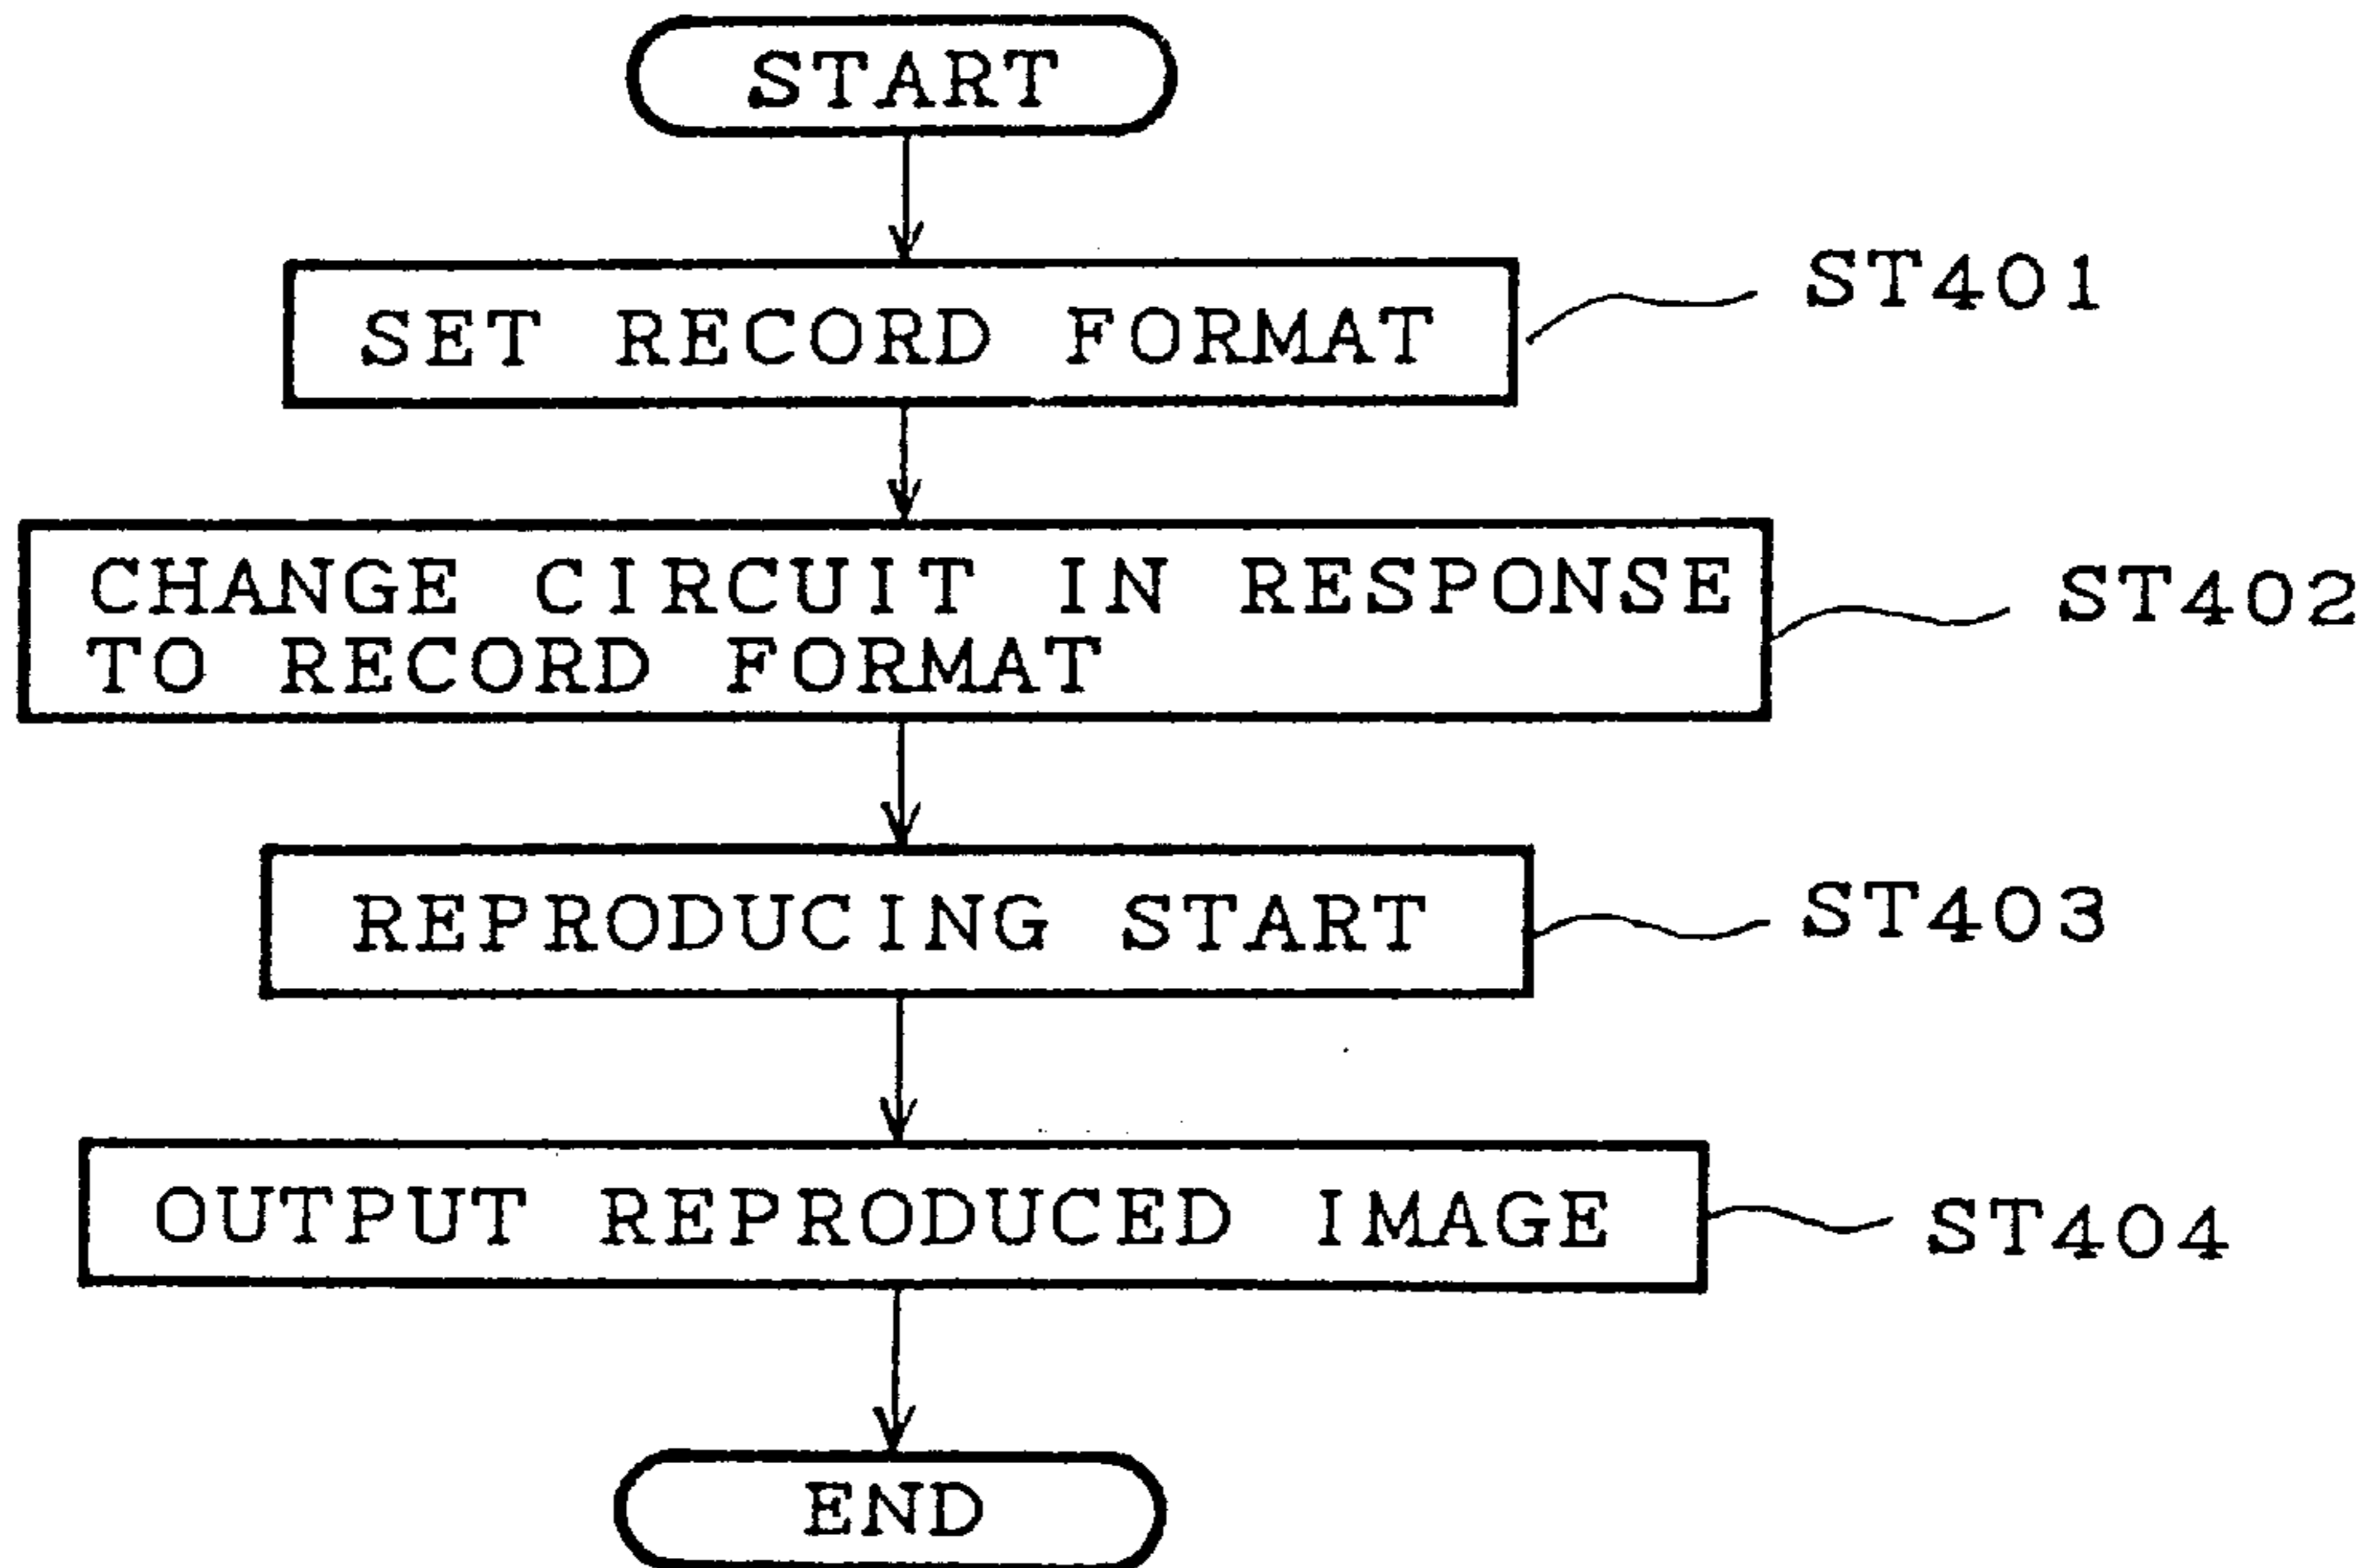 START
SET RECORD FORMAT
ST401
CHANGE CIRCUIT IN RESPONSE
TO RECORD FORMAT
ST402
REPRODUCING START
ST403
OUTPUT REPRODUCED IMAGE
ST404
END